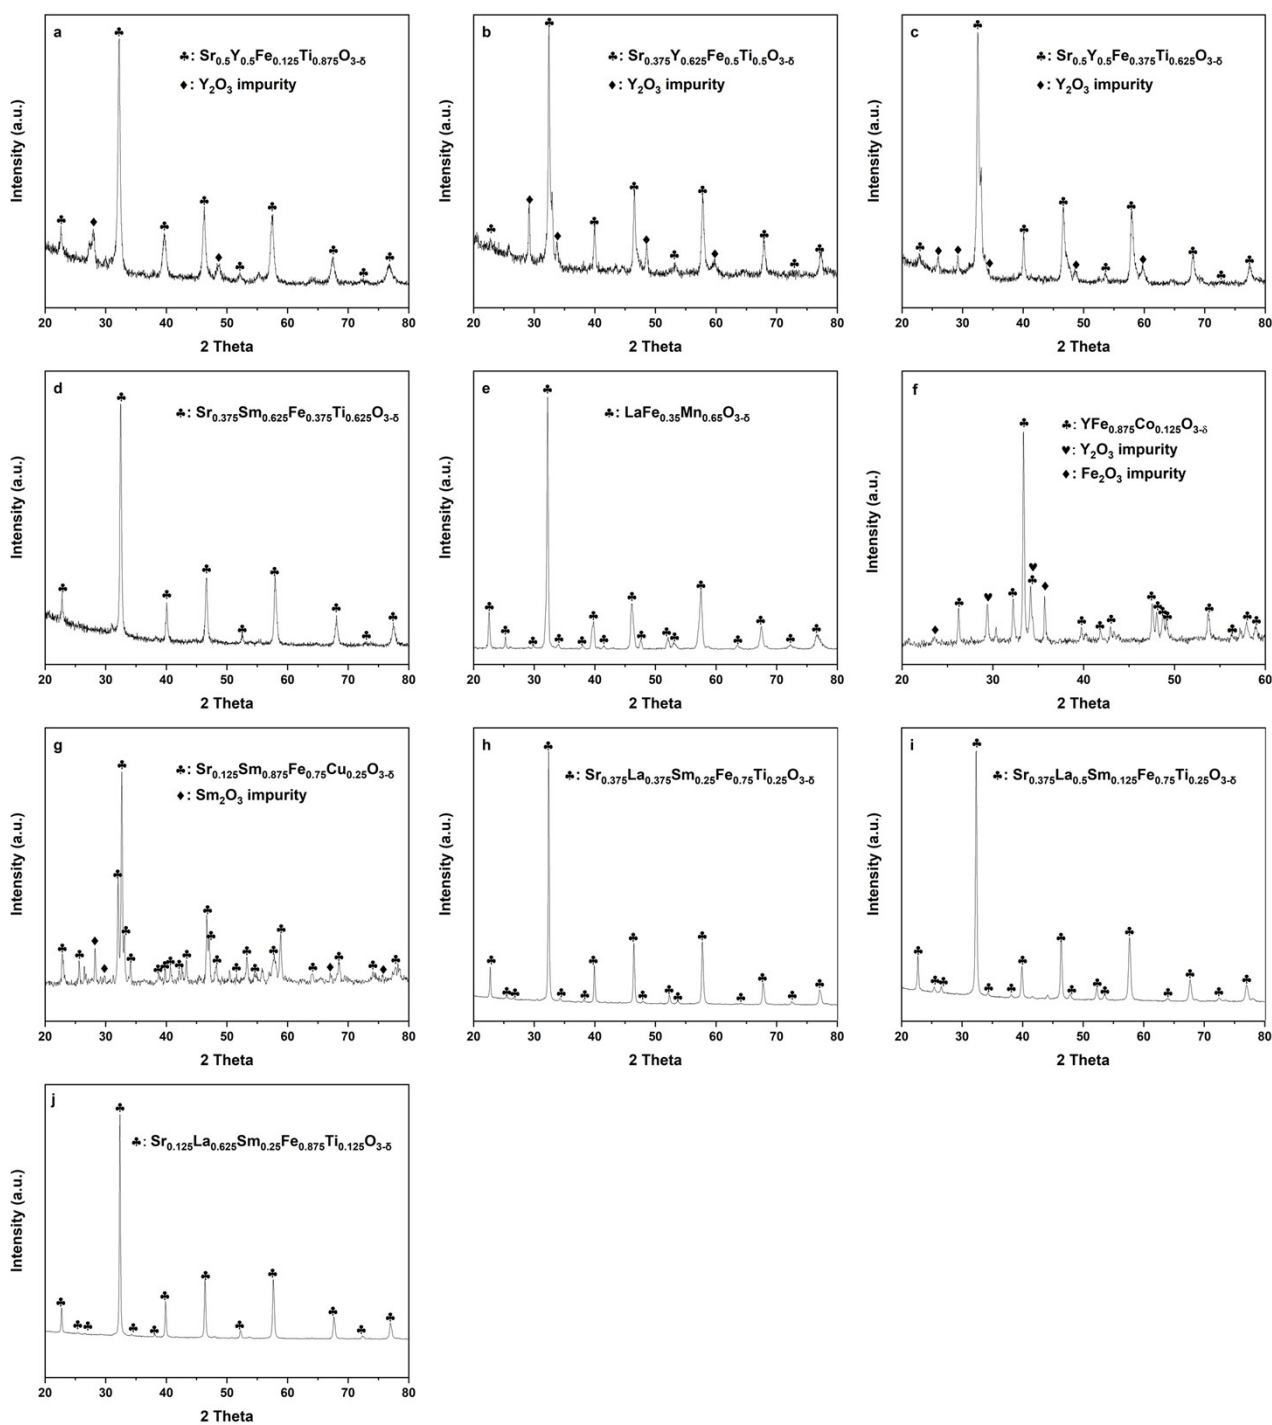 a
♣: Sr0.5Y0.5Fe0.125Ti0.875O3-δ
♦: Y2O3 impurity
Intensity (a.u.)
20 30 40 50 60 70 80
2 Theta
b
♣: Sr0.375Y0.625Fe0.5Ti0.5O3-δ
♦: Y2O3 impurity
Intensity (a.u.)
20 30 40 50 60 70 80
2 Theta
c
♣: Sr0.5Y0.5Fe0.375Ti0.625O3-δ
♦: Y2O3 impurity
Intensity (a.u.)
20 30 40 50 60 70 80
2 Theta
d
♣: Sr0.375Sm0.625Fe0.375Ti0.625O3-δ
Intensity (a.u.)
20 30 40 50 60 70 80
2 Theta
e
♣: LaFe0.35Mn0.65O3-δ
Intensity (a.u.)
20 30 40 50 60 70 80
2 Theta
f
♣: YFe0.875Co0.125O3-δ
♥: Y2O3 impurity
♦: Fe2O3 impurity
Intensity (a.u.)
20 30 40 50 60
2 Theta
g
♣: Sr0.125Sm0.875Fe0.75Cu0.25O3-δ
♦: Sm2O3 impurity
Intensity (a.u.)
20 30 40 50 60 70 80
2 Theta
h
♣: Sr0.375La0.375Sm0.25Fe0.75Ti0.25O3-δ
Intensity (a.u.)
20 30 40 50 60 70 80
2 Theta
i
♣: Sr0.375La0.5Sm0.125Fe0.75Ti0.25O3-δ
Intensity (a.u.)
20 30 40 50 60 70 80
2 Theta
j
♣: Sr0.125La0.625Sm0.25Fe0.875Ti0.125O3-δ
Intensity (a.u.)
20 30 40 50 60 70 80
2 Theta